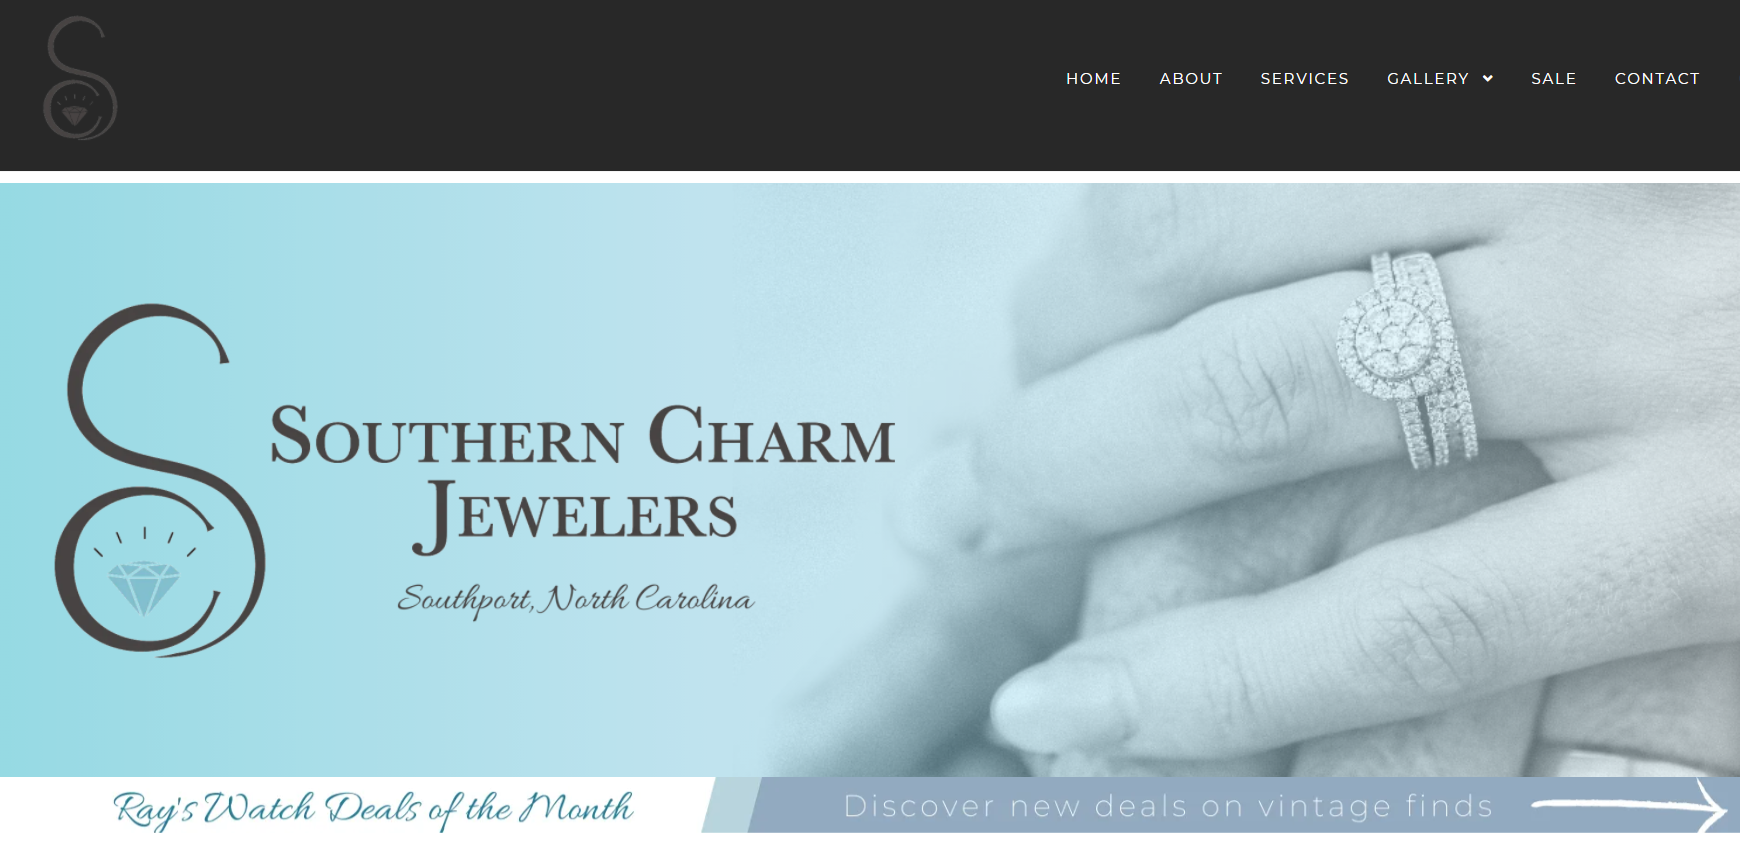 HOME ABOUT SERVICES GALLERY SALE CONTACT
SOUTHERN CHARM
JEWELERS
Southport, North Carolina
Ray's Watch Deals of the Month
Discover new deals on vintage finds